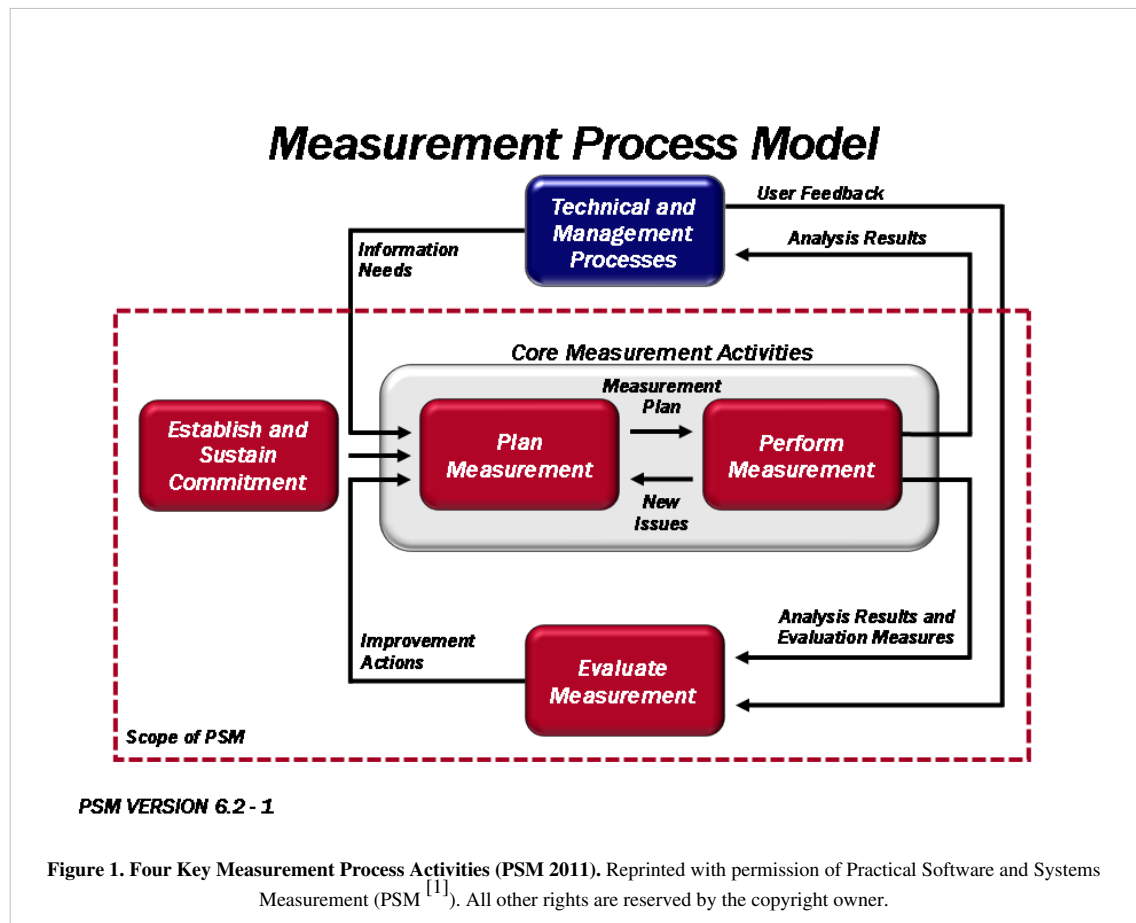 Measurement Process Model
Technical and
Management
Processes
User Feedback
Analysis Results
Information
Needs
Core Measurement Activities
Measurement
Plan
Establish and
Sustain
Commitment
Plan
Measurement
Perform
Measurement
New
Issues
Analysis Results and
Evaluation Measures
Improvement
Actions
Evaluate
Measurement
Scope of PSM
PSM VERSION 6.2 - 1
Figure 1. Four Key Measurement Process Activities (PSM 2011). Reprinted with permission of Practical Software and Systems
Measurement (PSM [1]). All other rights are reserved by the copyright owner.